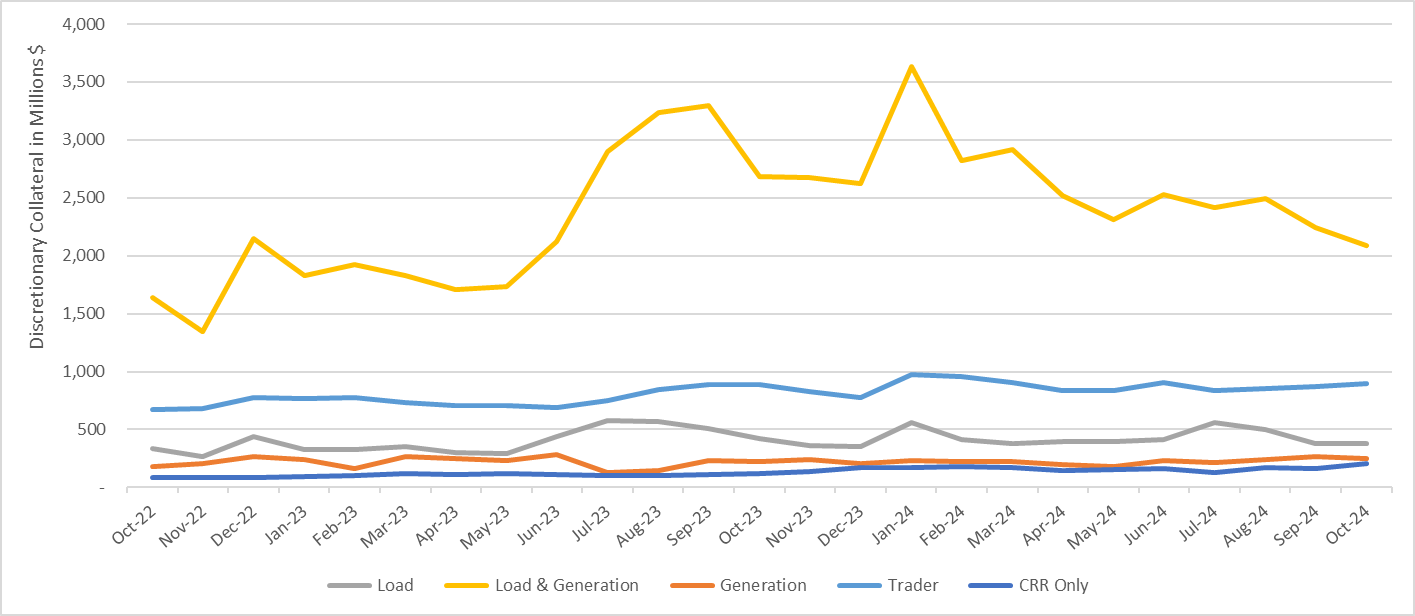 Discretionary Collateral in Millions $
4,000
3,500
3,000
2,500
2,000
1,500
1,000
500
-
Oct-22
Nov-22
Dec-22
Jan-23
Feb-23
Mar-23
Apr-23
May-23
Jun-23
Jul-23
Aug-23
Sep-23
Oct-23
Nov-23
Dec-23
Jan-24
Feb-24
Mar-24
Apr-24
May-24
Jun-24
Jul-24
Aug-24
Sep-24
Oct-24
Load Load & Generation Generation Trader CRR Only